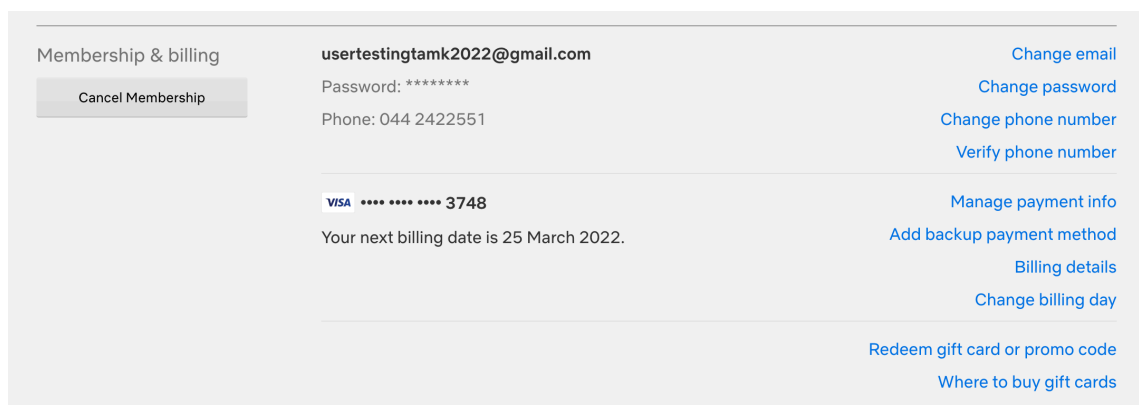 Membership & billing
Cancel Membership
usertestingtamk2022@gmail.com
Change email
Password: ********
Change password
Phone: 044 2422551
Change phone number
Verify phone number
VISA •••• •••• •••• 3748
Manage payment info
Your next billing date is 25 March 2022.
Add backup payment method
Billing details
Change billing day
Redeem gift card or promo code
Where to buy gift cards